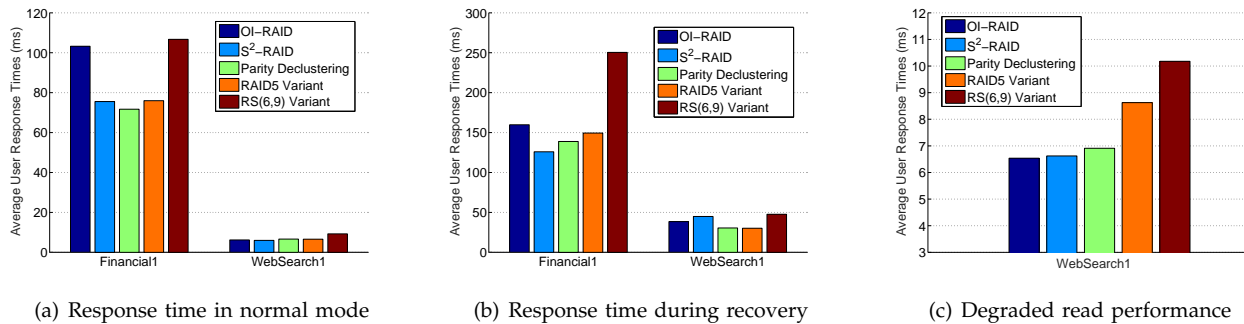 120
100
80
60
40
20
0
Average User Response Times (ms)
OI−RAID
S²−RAID
Parity Declustering
RAID5 Variant
RS(6,9) Variant
Financial1 WebSearch1
(a) Response time in normal mode
300
250
200
150
100
50
0
Average User Response Times (ms)
OI−RAID
S²−RAID
Parity Declustering
RAID5 Variant
RS(6,9) Variant
Financial1 WebSearch1
(b) Response time during recovery
12
11
10
9
8
7
6
5
4
3
Average User Response Times (ms)
OI−RAID
S²−RAID
Parity Declustering
RAID5 Variant
RS(6,9) Variant
WebSearch1
(c) Degraded read performance